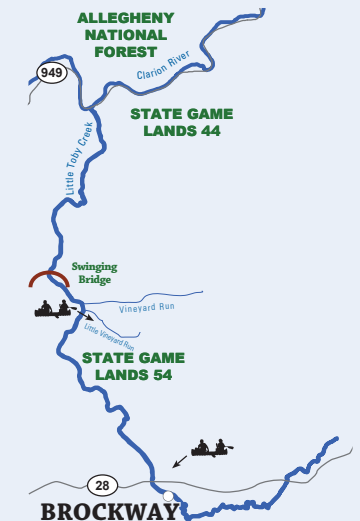 ALLEGHENY
NATIONAL
FOREST
949
Clarion River
STATE GAME
LANDS 44
Little Toby Creek
Swinging
Bridge
Vineyard Run
Little Vineyard Run
STATE GAME
LANDS 54
28
BROCKWAY